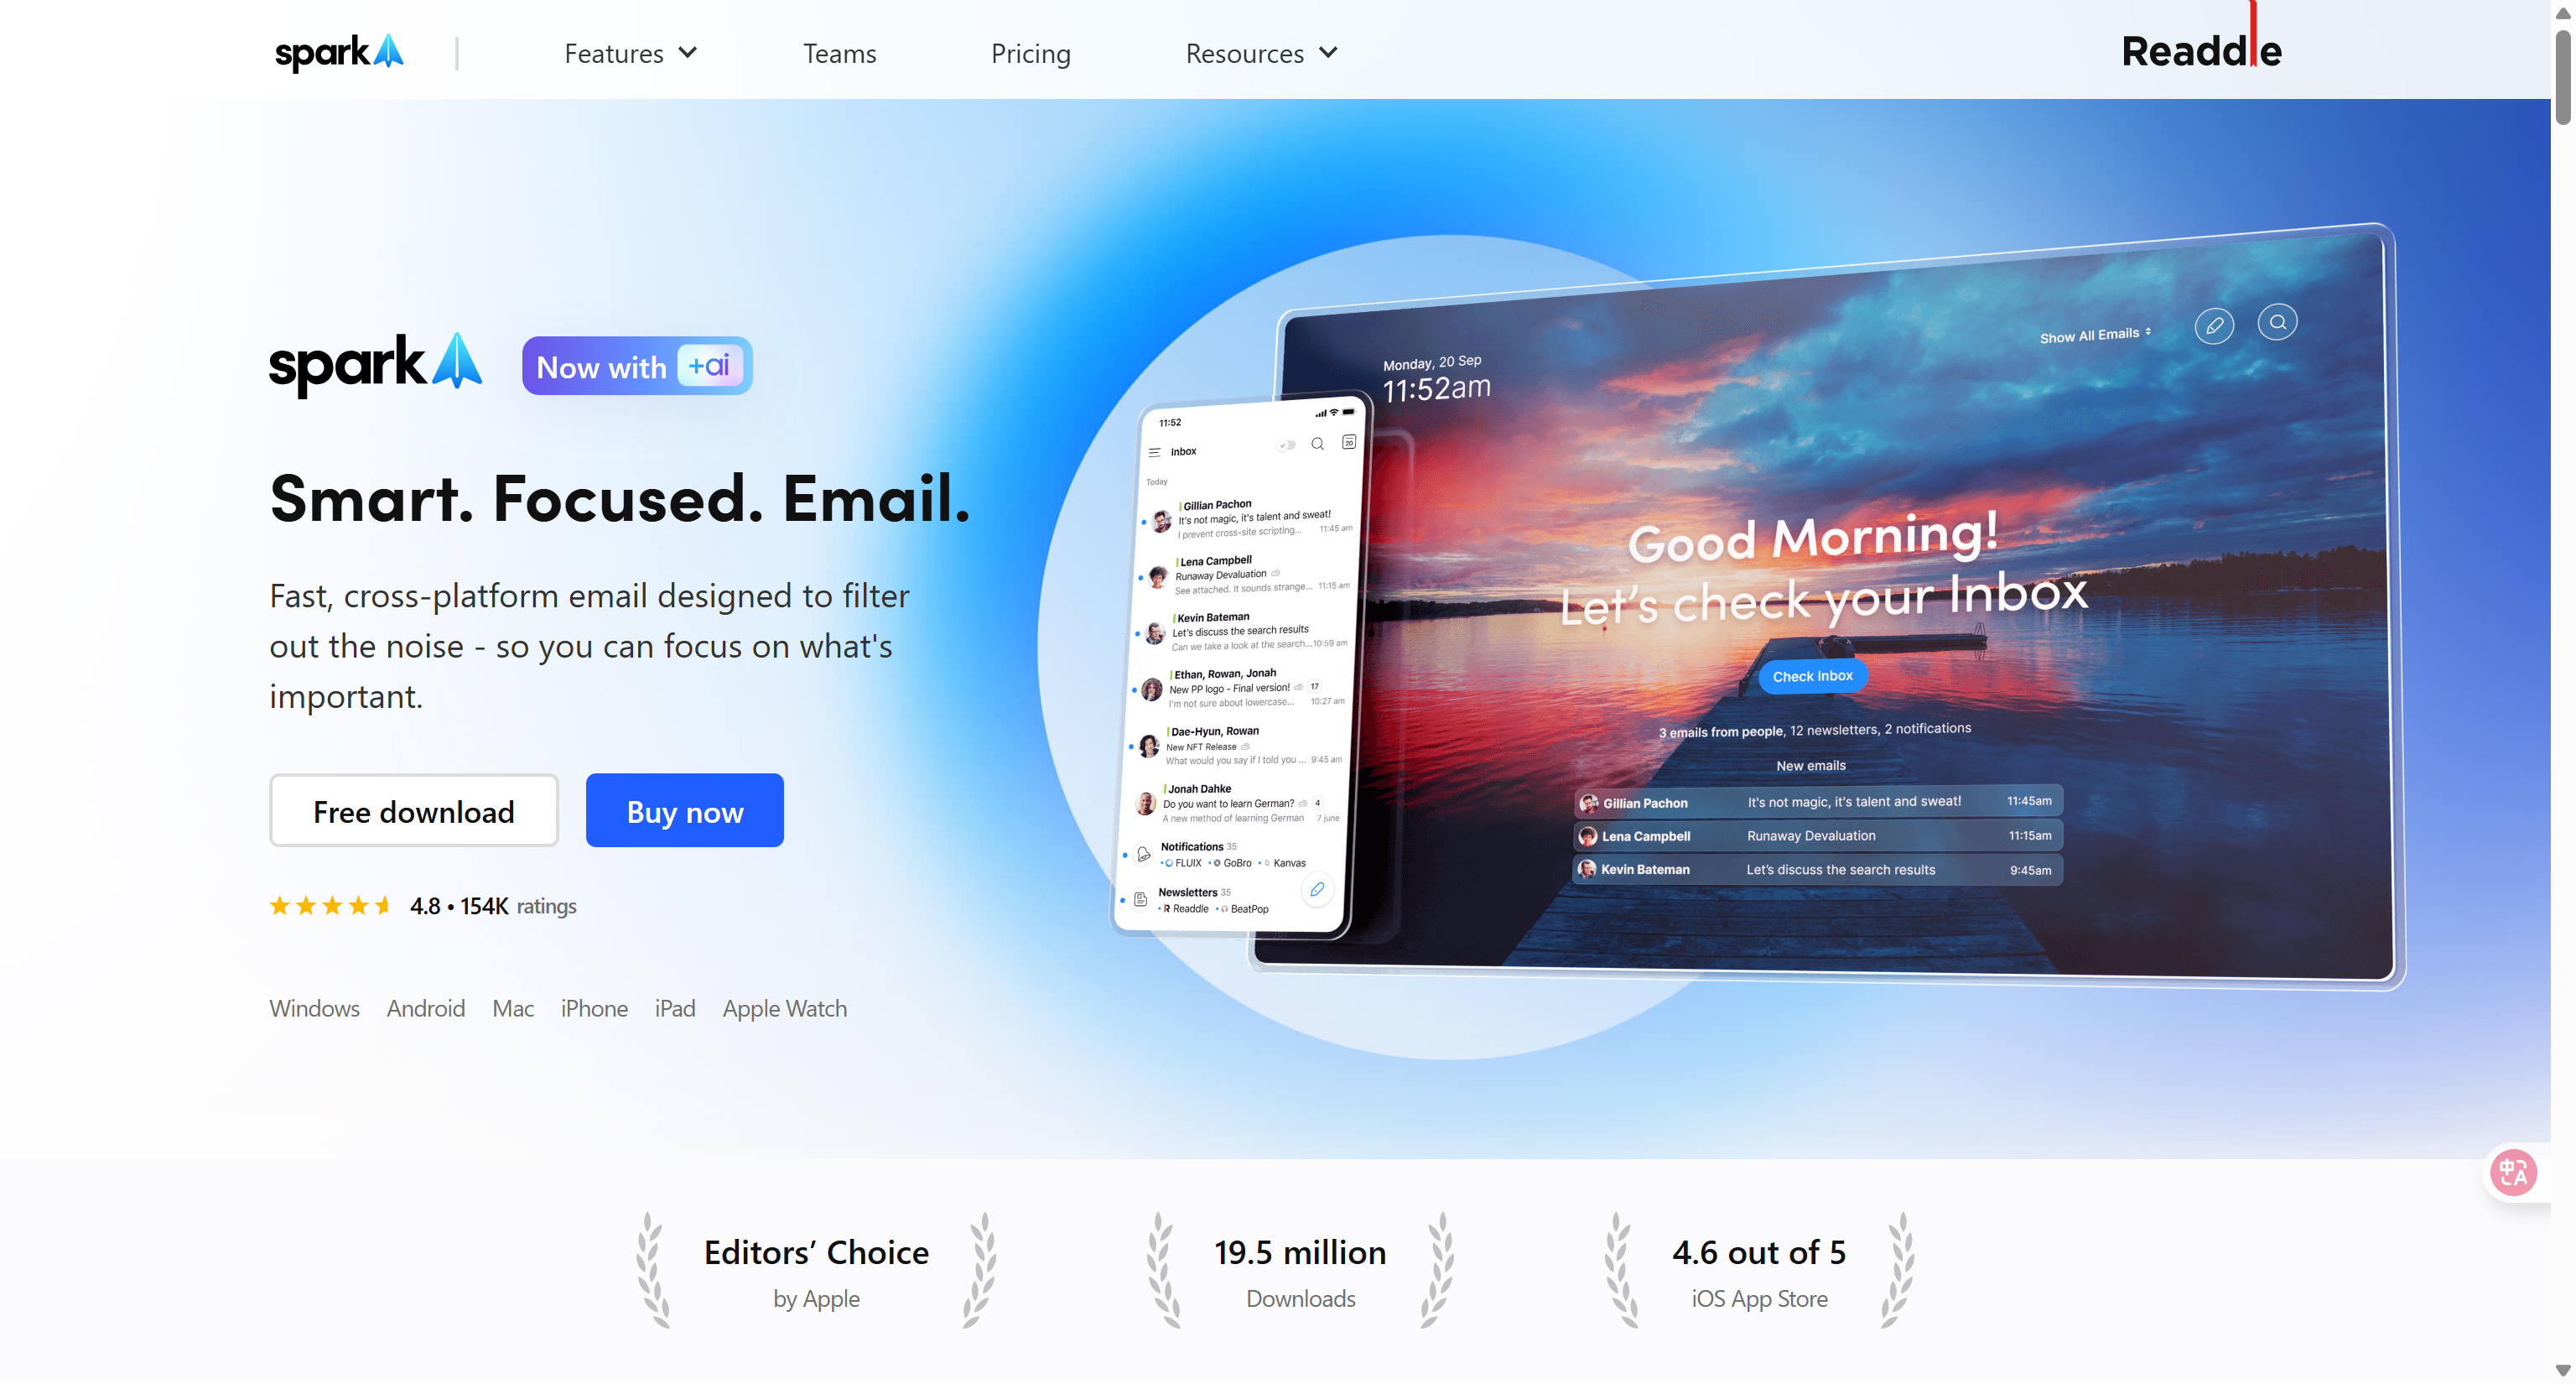 spark
Features
Teams
Pricing
Resources
Readdle
spark
Now with +ai
Smart. Focused. Email.
Fast, cross-platform email designed to filter
out the noise - so you can focus on what's
important.
Free download
Buy now
4.8 • 154K ratings
Windows Android Mac iPhone iPad Apple Watch
11:52
Inbox
20
Today
Gillian Pachon
It's not magic, it's talent and sweat!
I prevent cross-site scripting... 11:45 am
Lena Campbell
Runaway Devaluation
See attached. It sounds strange... 11:15 am
Kevin Bateman
Let's discuss the search results
Can we take a look at the search... 10:59 am
Ethan, Rowan, Jonah
New PP logo - Final version! 17
I'm not sure about lowercase... 10:27 am
Dae-Hyun, Rowan
New NFT Release
What would you say if I told you ... 9:45 am
Jonah Dahke
Do you want to learn German? 4
A new method of learning German 7 june
Notifications 35
FLUIX • GoBro • Kanvas
Newsletters 35
• Readdle • BeatPop
Monday, 20 Sep
11:52am
Show All Emails
Good Morning!
Let's check your Inbox
Check Inbox
3 emails from people, 12 newsletters, 2 notifications
New emails
Gillian Pachon It's not magic, it's talent and sweat! 11:45am
Lena Campbell Runaway Devaluation 11:15am
Kevin Bateman Let's discuss the search results 9:45am
Editors’ Choice
by Apple
19.5 million
Downloads
4.6 out of 5
iOS App Store
中 A